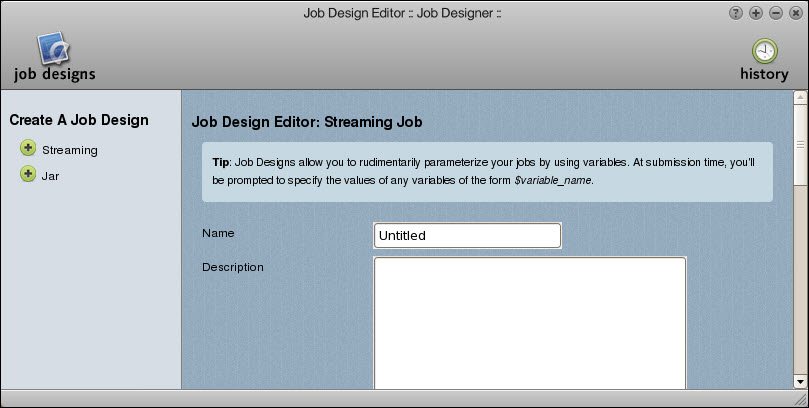 Job Design Editor :: Job Designer ::
job designs
history
Create A Job Design
Streaming
Jar
Job Design Editor: Streaming Job
Tip: Job Designs allow you to rudimentarily parameterize your jobs by using variables. At submission time, you'll
be prompted to specify the values of any variables of the form $variable_name.
Name
Untitled
Description